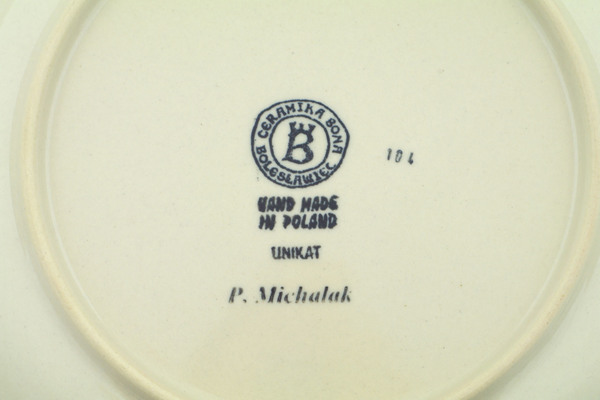 CERAMIKA BONA
B
BOLESŁAWIEC
104
HAND MADE
IN POLAND
UNIKAT
P. Michalak